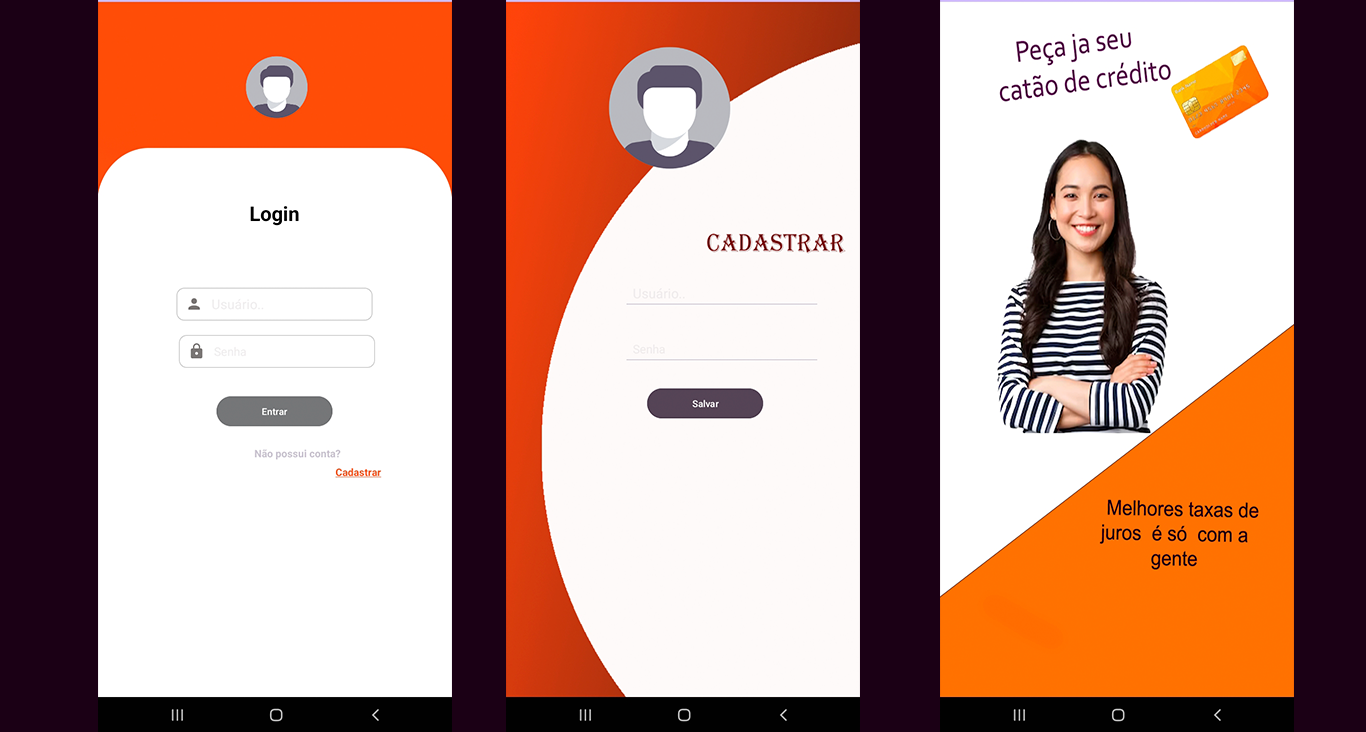 Login
Usuário..
Senha
Entrar
Não possui conta?
Cadastrar
CADASTRAR
Usuário..
Senha
Salvar
Peça ja seu
catão de crédito
Melhores taxas de
juros é só com a
gente